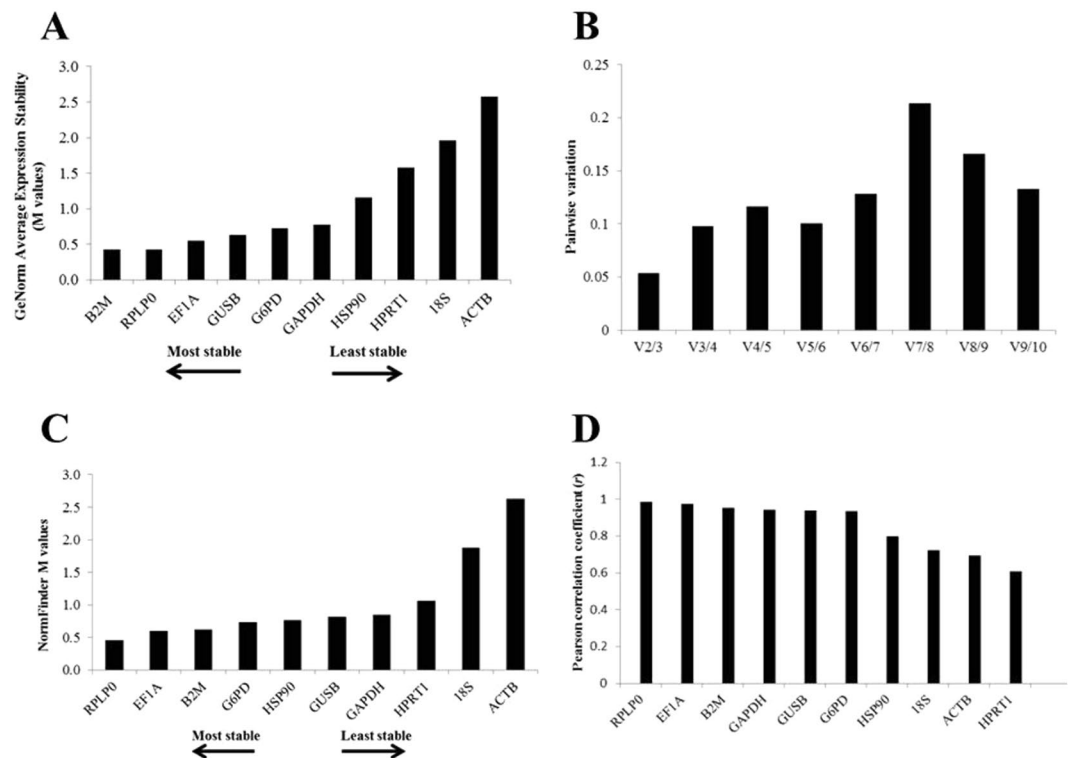 A
GeNorm Average Expression Stability
(M values)
3.0
2.5
2.0
1.5
1.0
0.5
0.0
B2M
RPLP0
EF1A
GUSB
G6PD
GAPDH
HSP90
HPRT1
18S
ACTB
Most stable
Least stable
B
Pairwise variation
0.25
0.2
0.15
0.1
0.05
0
V2/3
V3/4
V4/5
V5/6
V6/7
V7/8
V8/9
V9/10
C
NormFinder M values
3.0
2.5
2.0
1.5
1.0
0.5
0.0
RPLP0
EF1A
B2M
G6PD
HSP90
GUSB
GAPDH
HPRT1
18S
ACTB
Most stable
Least stable
D
Pearson correlation coefficient (r)
1.2
1
0.8
0.6
0.4
0.2
0
RPLP0
EF1A
B2M
GAPDH
GUSB
G6PD
HSP90
18S
ACTB
HPRT1